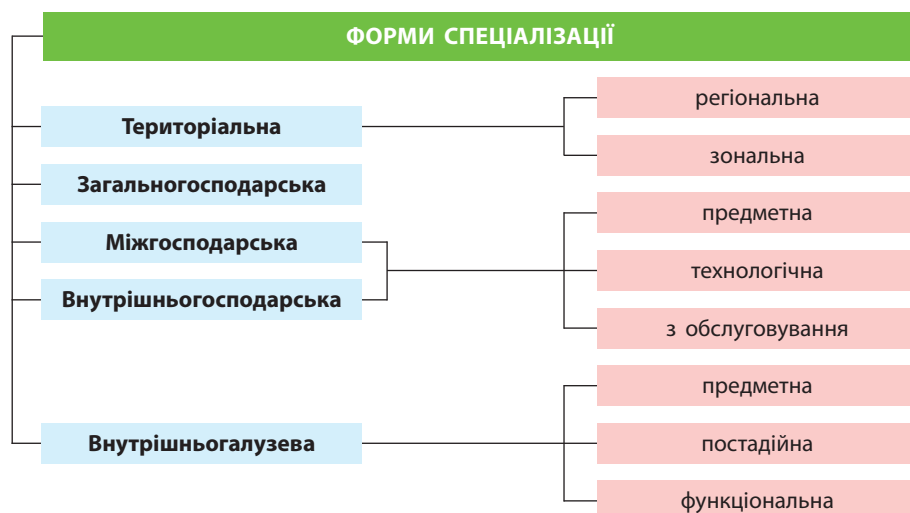 ФОРМИ СПЕЦІАЛІЗАЦІЇ
Територіальна
регіональна
зональна
Загальногосподарська
Міжгосподарська
Внутрішньогосподарська
предметна
технологічна
з обслуговування
Внутрішньогалузева
предметна
постадійна
функціональна